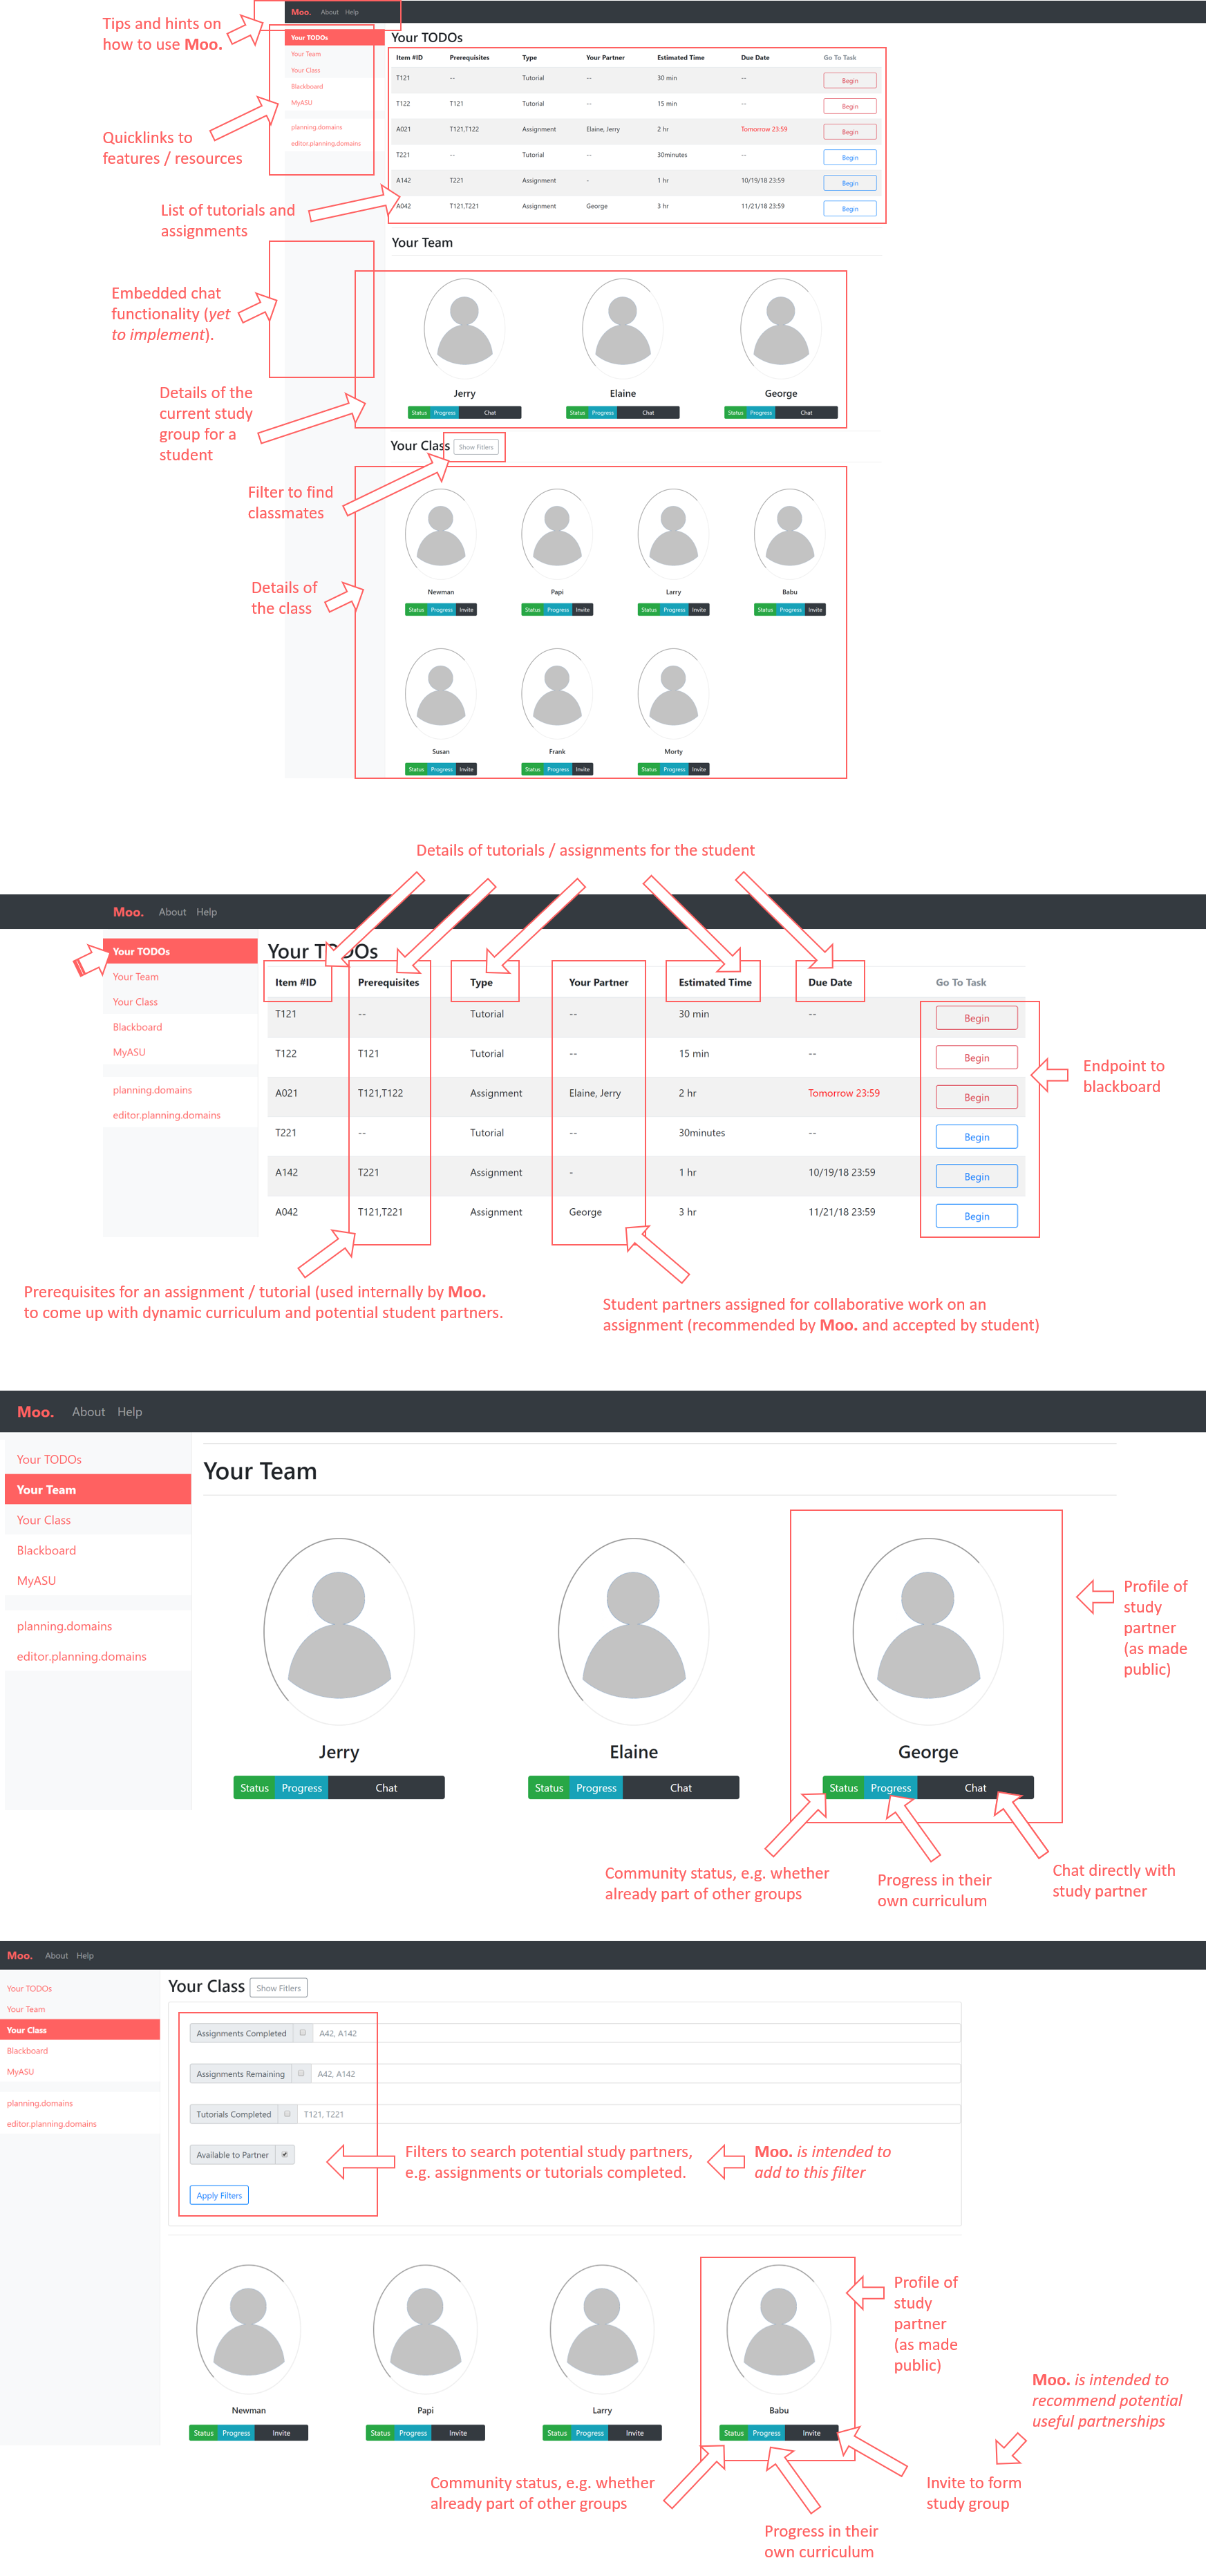 Moo. About Help
Tips and hints on
how to use Moo.
Your TODOs
Your Team
Your Class
Blackboard
MyASU
planning.domains
editor.planning.domains
Quicklinks to
features / resources
Your TODOs
Item #ID Prerequisites Type Your Partner Estimated Time Due Date Go To Task
T121 -- Tutorial -- 30 min -- Begin
T122 T121 Tutorial -- 15 min -- Begin
A021 T121,T122 Assignment Elaine, Jerry 2 hr Tomorrow 23:59 Begin
T221 -- Tutorial -- 30minutes -- Begin
A142 T221 Assignment - 1 hr 10/19/18 23:59 Begin
A042 T121,T221 Assignment George 3 hr 11/21/18 23:59 Begin
List of tutorials and
assignments
Your Team
Embedded chat
functionality (yet
to implement).
Jerry Elaine George
Status Progress Chat Status Progress Chat Status Progress Chat
Details of the
current study
group for a
student
Your Class Show Fitlers
Filter to find
classmates
Newman Papi Larry Babu
Status Progress Invite Status Progress Invite Status Progress Invite Status Progress Invite
Details of
the class
Susan Frank Morty
Status Progress Invite Status Progress Invite Status Progress Invite
Details of tutorials / assignments for the student
Moo. About Help
Your TODOs
Your Team
Your Class
Blackboard
MyASU
planning.domains
editor.planning.domains
Your TODOs
Item #ID Prerequisites Type Your Partner Estimated Time Due Date Go To Task
T121 -- Tutorial -- 30 min -- Begin
T122 T121 Tutorial -- 15 min -- Begin
A021 T121,T122 Assignment Elaine, Jerry 2 hr Tomorrow 23:59 Begin
T221 -- Tutorial -- 30minutes -- Begin
A142 T221 Assignment - 1 hr 10/19/18 23:59 Begin
A042 T121,T221 Assignment George 3 hr 11/21/18 23:59 Begin
Endpoint to
blackboard
Prerequisites for an assignment / tutorial (used internally by Moo.
to come up with dynamic curriculum and potential student partners.
Student partners assigned for collaborative work on an
assignment (recommended by Moo. and accepted by student)
Moo. About Help
Your TODOs
Your Team
Your Class
Blackboard
MyASU
planning.domains
editor.planning.domains
Your Team
Jerry Elaine George
Status Progress Chat Status Progress Chat Status Progress Chat
Profile of
study
partner
(as made
public)
Community status, e.g. whether
already part of other groups
Progress in their
own curriculum
Chat directly with
study partner
Moo. About Help
Your TODOs
Your Team
Your Class
Blackboard
MyASU
planning.domains
editor.planning.domains
Your Class Show Fitlers
Assignments Completed A42, A142
Assignments Remaining A42, A142
Tutorials Completed T121, T221
Available to Partner
Apply Filters
Filters to search potential study partners,
e.g. assignments or tutorials completed.
Moo. is intended to
add to this filter
Newman Papi Larry Babu
Status Progress Invite Status Progress Invite Status Progress Invite Status Progress Invite
Profile of
study
partner
(as made
public)
Moo. is intended to
recommend potential
useful partnerships
Community status, e.g. whether
already part of other groups
Progress in their
own curriculum
Invite to form
study group